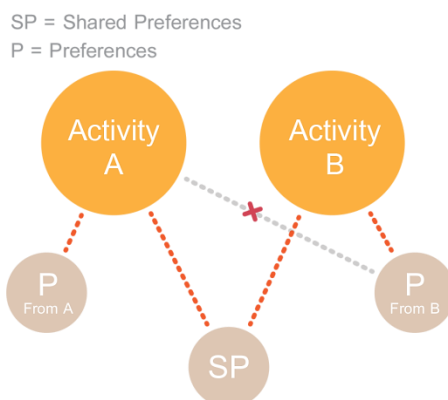 SP = Shared Preferences
P = Preferences
Activity
A
Activity
B
P
From A
P
From B
SP